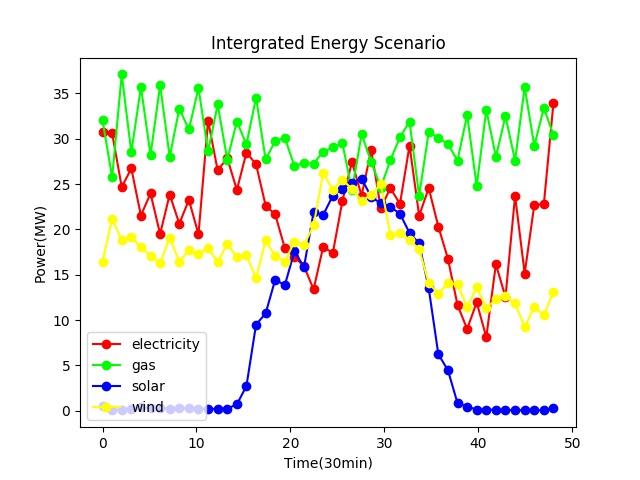 Intergrated Energy Scenario
Power(MW)
35
30
25
20
15
10
5
0
electricity
gas
solar
wind
0 10 20 30 40 50
Time(30min)